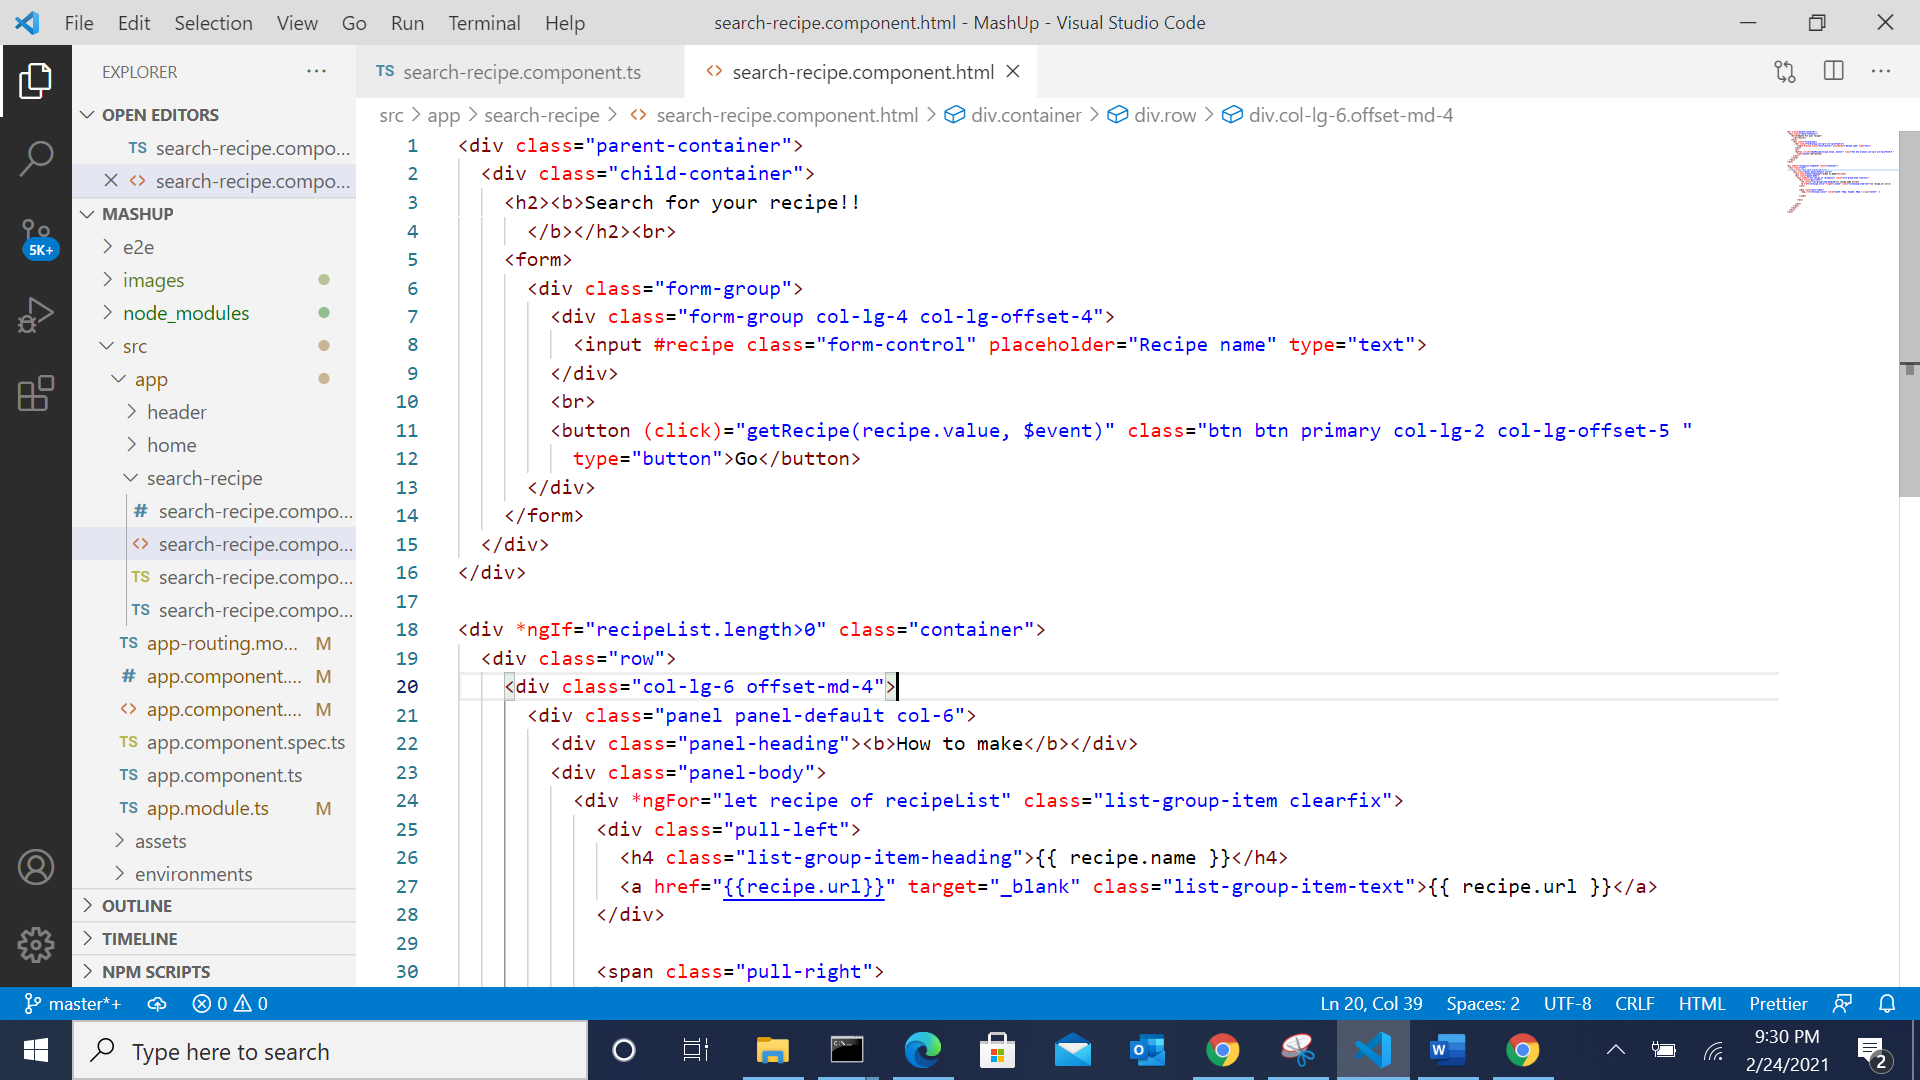 File Edit Selection View Go Run Terminal Help
search-recipe.component.html - MashUp - Visual Studio Code
EXPLORER
TS search-recipe.component.ts
<> search-recipe.component.html
src > app > search-recipe > <> search-recipe.component.html > div.container > div.row > div.col-lg-6.offset-md-4
OPEN EDITORS
TS search-recipe.compo...
<> search-recipe.compo...
MASHUP
e2e
images
node_modules
src
app
header
home
search-recipe
# search-recipe.compo...
<> search-recipe.compo...
TS search-recipe.compo...
TS search-recipe.compo...
TS app-routing.mo... M
# app.component.... M
<> app.component.... M
TS app.component.spec.ts
TS app.component.ts
TS app.module.ts M
assets
environments
OUTLINE
TIMELINE
NPM SCRIPTS
5K+
1 <div class="parent-container">
2 <div class="child-container">
3 <h2><b>Search for your recipe!!
4 </b></h2><br>
5 <form>
6 <div class="form-group">
7 <div class="form-group col-lg-4 col-lg-offset-4">
8 <input #recipe class="form-control" placeholder="Recipe name" type="text">
9 </div>
10 <br>
11 <button (click)="getRecipe(recipe.value, $event)" class="btn btn primary col-lg-2 col-lg-offset-5 "
12 type="button">Go</button>
13 </div>
14 </form>
15 </div>
16 </div>
17
18 <div *ngIf="recipeList.length>0" class="container">
19 <div class="row">
20 <div class="col-lg-6 offset-md-4">
21 <div class="panel panel-default col-6">
22 <div class="panel-heading"><b>How to make</b></div>
23 <div class="panel-body">
24 <div *ngFor="let recipe of recipeList" class="list-group-item clearfix">
25 <div class="pull-left">
26 <h4 class="list-group-item-heading">{{ recipe.name }}</h4>
27 <a href="{{recipe.url}}" target="_blank" class="list-group-item-text">{{ recipe.url }}</a>
28 </div>
29
30 <span class="pull-right">
master*+ 0 0
Ln 20, Col 39 Spaces: 2 UTF-8 CRLF HTML Prettier
Type here to search
9:30 PM
2/24/2021
2